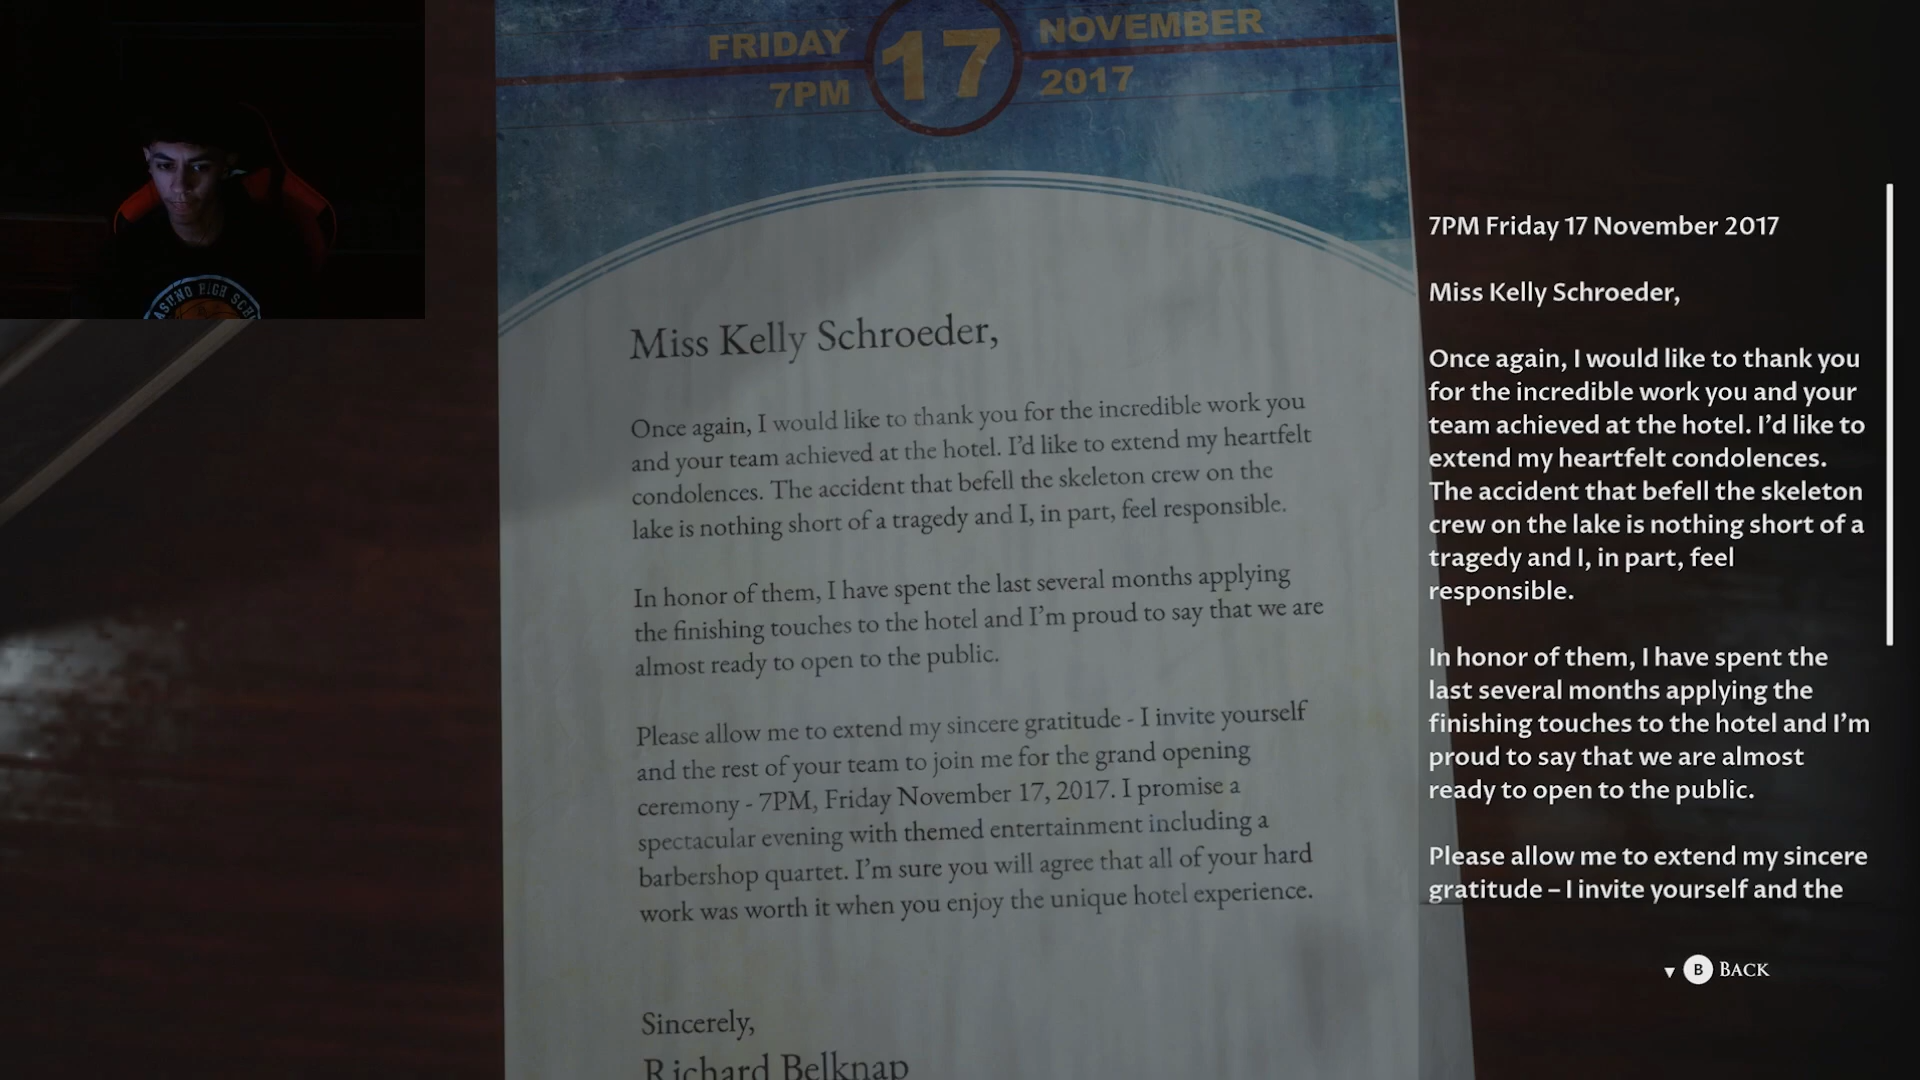 FRIDAY
7PM
17
NOVEMBER
2017
Miss Kelly Schroeder,
Once again, I would like to thank you for the incredible work you
and your team achieved at the hotel. I'd like to extend my heartfelt
condolences. The accident that befell the skeleton crew on the
lake is nothing short of a tragedy and I, in part, feel responsible.
In honor of them, I have spent the last several months applying
the finishing touches to the hotel and I'm proud to say that we are
almost ready to open to the public.
Please allow me to extend my sincere gratitude - I invite yourself
and the rest of your team to join me for the grand opening
ceremony - 7PM, Friday November 17, 2017. I promise a
spectacular evening with themed entertainment including a
barbershop quartet. I'm sure you will agree that all of your hard
work was worth it when you enjoy the unique hotel experience.
Sincerely,
Richard Belknap
7PM Friday 17 November 2017
Miss Kelly Schroeder,
Once again, I would like to thank you
for the incredible work you and your
team achieved at the hotel. I'd like to
extend my heartfelt condolences.
The accident that befell the skeleton
crew on the lake is nothing short of a
tragedy and I, in part, feel
responsible.
In honor of them, I have spent the
last several months applying the
finishing touches to the hotel and I'm
proud to say that we are almost
ready to open to the public.
Please allow me to extend my sincere
gratitude – I invite yourself and the
B BACK
ASUNO HIGH SCH